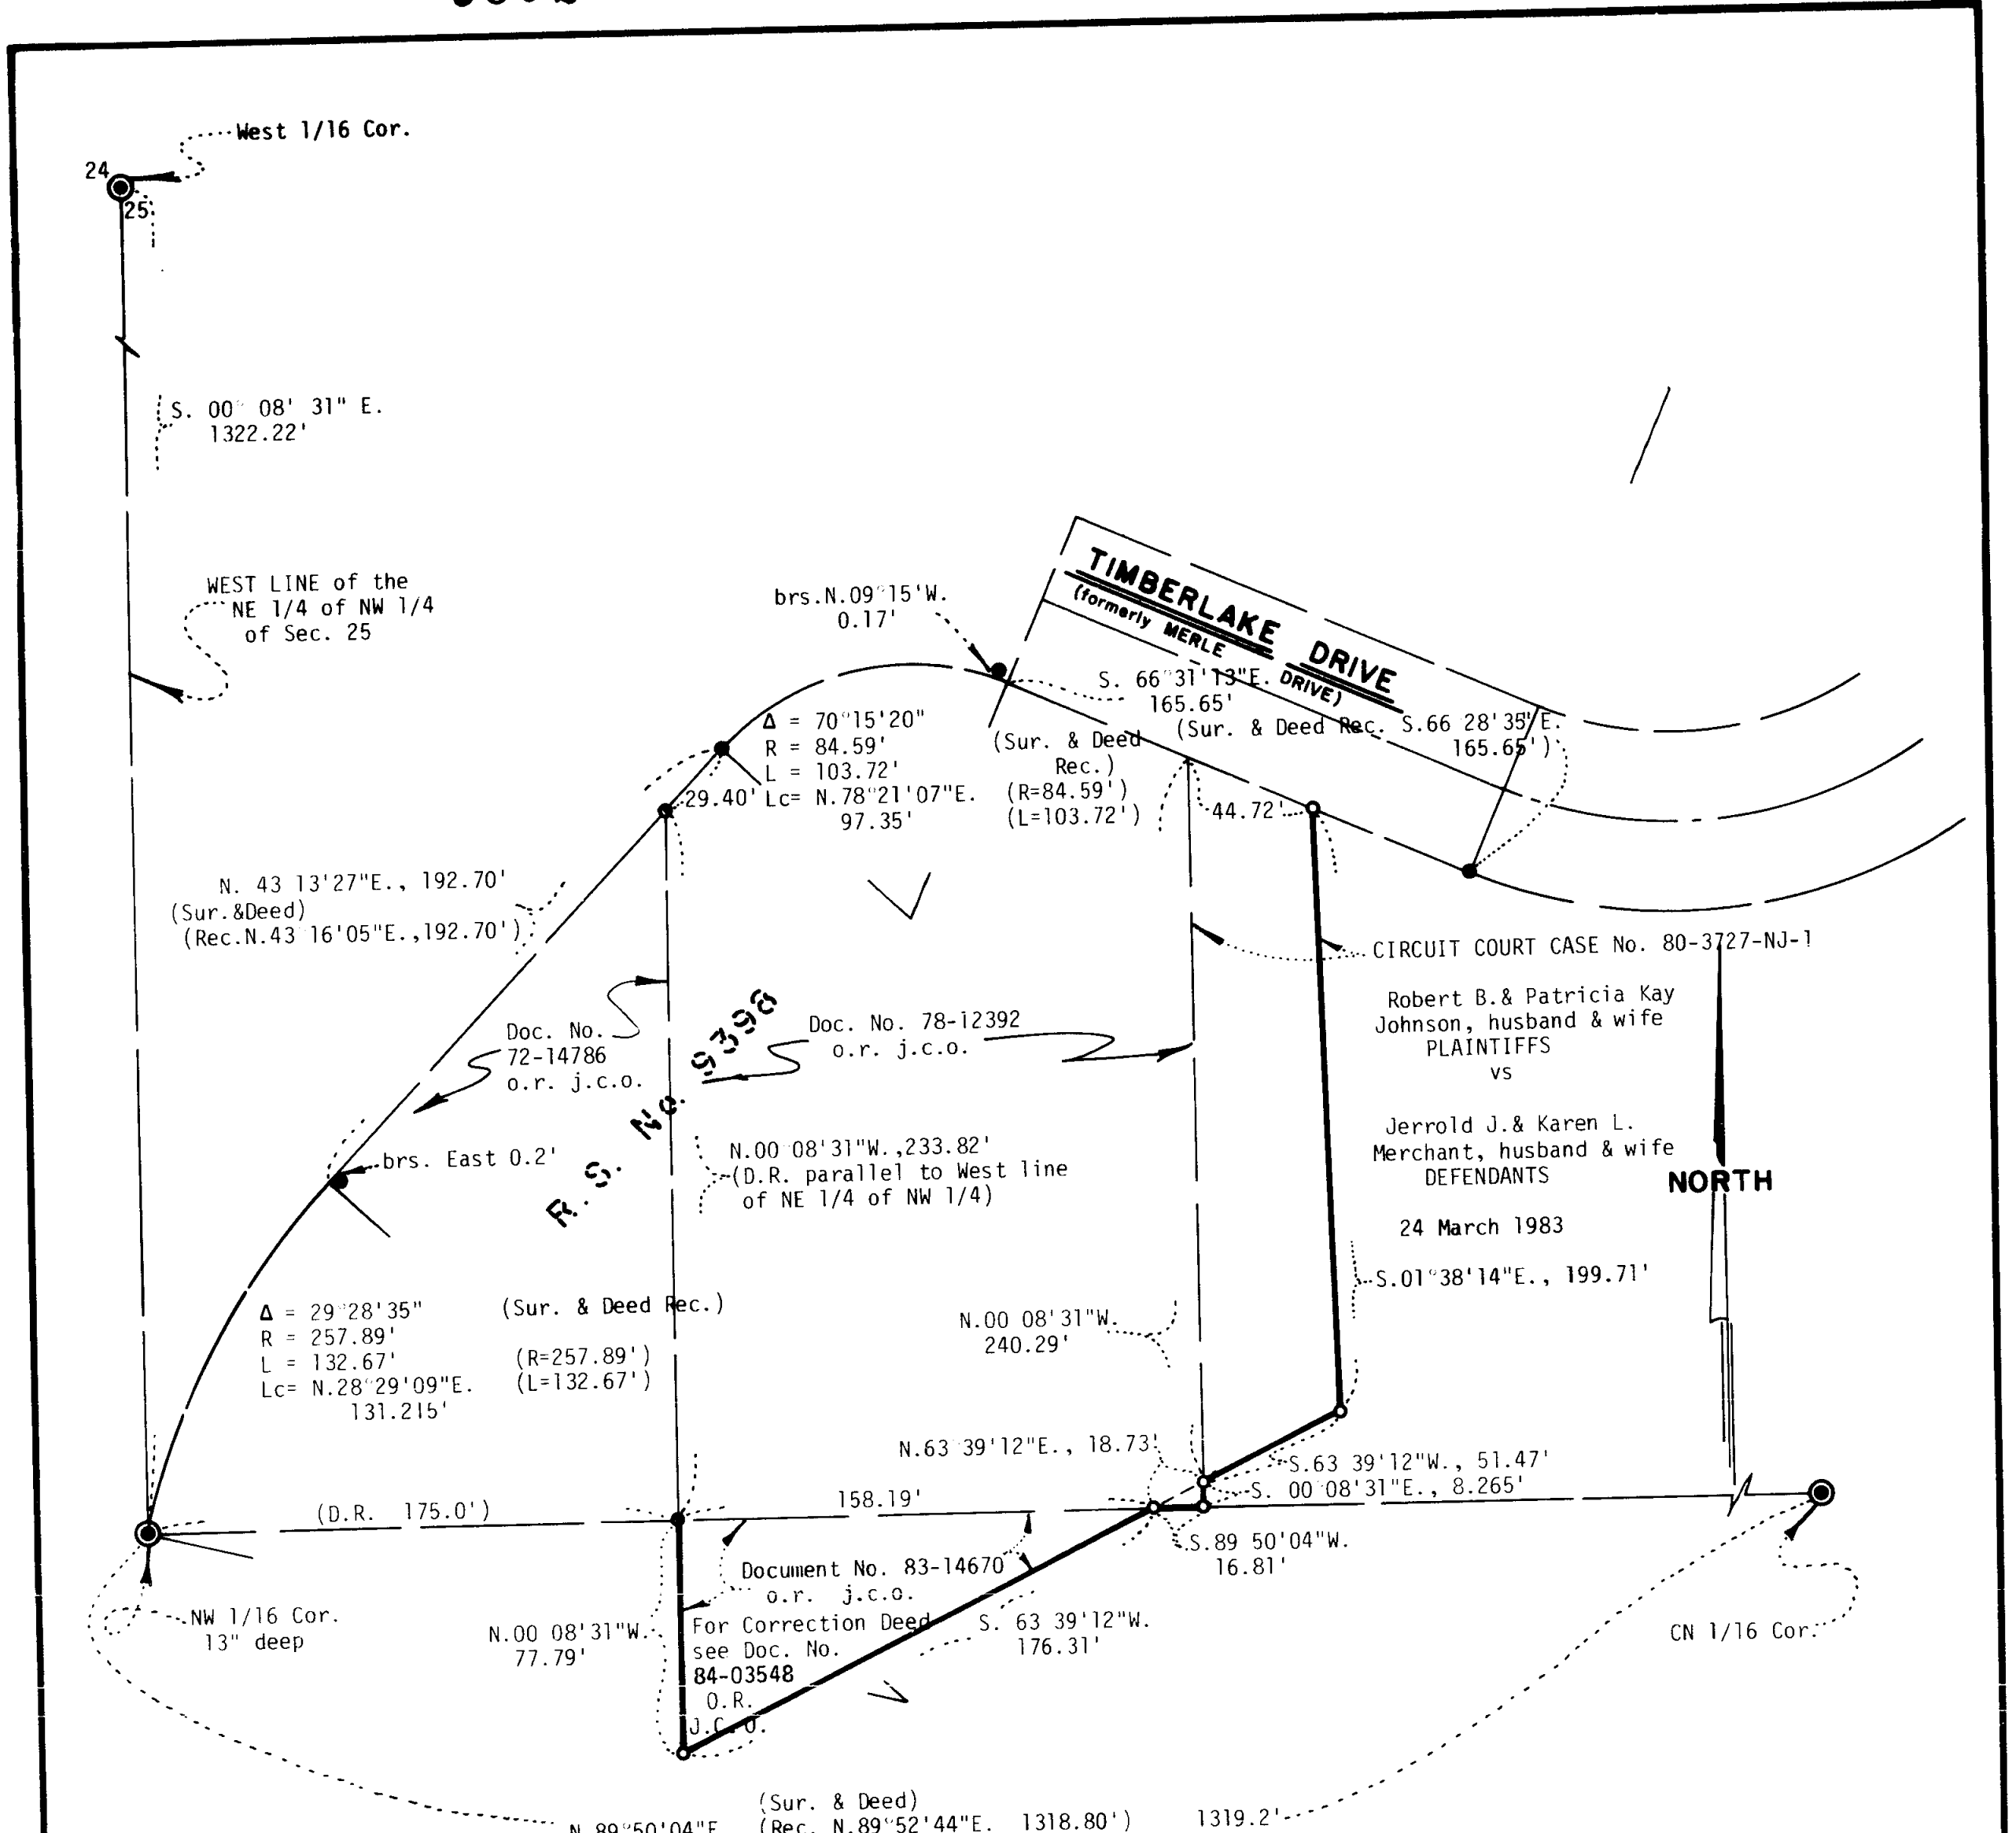 West 1/16 Cor.
24
25
S. 00° 08' 31" E.
1322.22'
WEST LINE of the
NE 1/4 of NW 1/4
of Sec. 25
brs.N.09°15'W.
0.17'
TIMBERLAKE DRIVE
(formerly MERLE DRIVE)
S. 66°31'13"E.
165.65'
(Sur. & Deed Rec. S.66 28'35"E.
165.65')
Δ = 70°15'20"
R = 84.59'
L = 103.72'
Lc= N.78°21'07"E.
97.35'
(Sur. & Deed
Rec.)
(R=84.59')
(L=103.72')
29.40'
44.72'
N. 43 13'27"E., 192.70'
(Sur.&Deed)
(Rec.N.43 16'05"E.,192.70')
CIRCUIT COURT CASE No. 80-3727-NJ-1
Robert B.& Patricia Kay
Johnson, husband & wife
PLAINTIFFS
vs
Jerrold J.& Karen L.
Merchant, husband & wife
DEFENDANTS
24 March 1983
NORTH
Doc. No.
72-14786
o.r. j.c.o.
R. S. No. 5398
Doc. No. 78-12392
o.r. j.c.o.
brs. East 0.2'
N.00 08'31"W.,233.82'
(D.R. parallel to West line
of NE 1/4 of NW 1/4)
S.01°38'14"E., 199.71'
Δ = 29°28'35"
R = 257.89'
L = 132.67'
Lc= N.28°29'09"E.
131.215'
(Sur. & Deed Rec.)
(R=257.89')
(L=132.67')
N.00 08'31"W.
240.29'
N.63 39'12"E., 18.73'
S.63 39'12"W., 51.47'
S. 00 08'31"E., 8.265'
(D.R. 175.0')
158.19'
S.89 50'04"W.
16.81'
Document No. 83-14670
o.r. j.c.o.
NW 1/16 Cor.
13" deep
N.00 08'31"W.
77.79'
For Correction Deed
see Doc. No.
84-03548
O.R.
J.C.O.
S. 63 39'12"W.
176.31'
CN 1/16 Cor.
(Sur. & Deed)
N.89°50'04"E. (Rec. N.89°52'44"E. 1318.80') 1319.2'